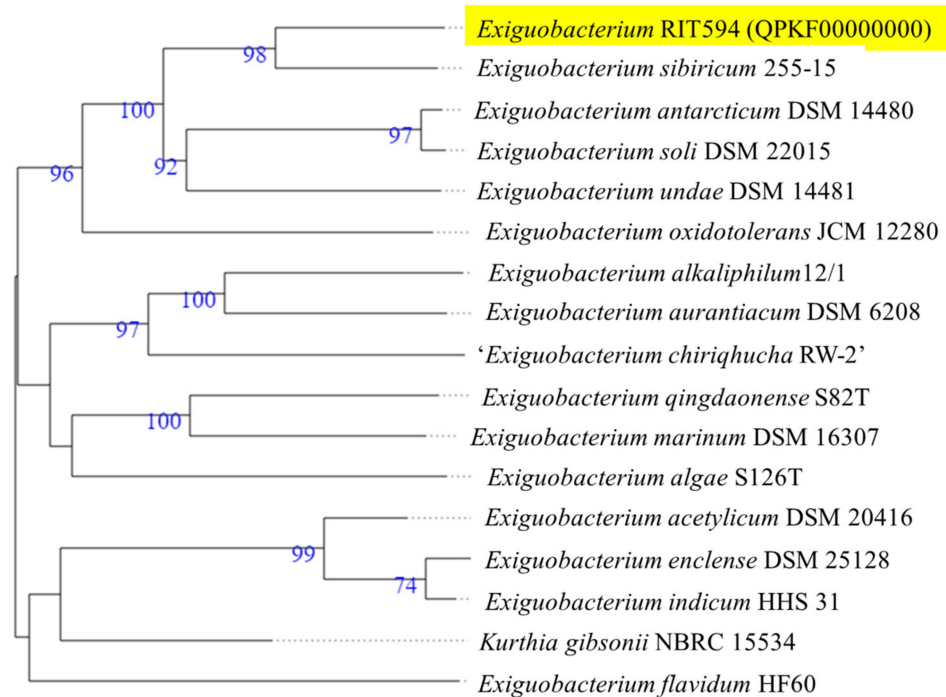 Exiguobacterium RIT594 (QPKF00000000)
98
Exiguobacterium sibiricum 255-15
100
Exiguobacterium antarcticum DSM 14480
97
Exiguobacterium soli DSM 22015
92
96
Exiguobacterium undae DSM 14481
Exiguobacterium oxidotolerans JCM 12280
Exiguobacterium alkaliphilum12/1
100
Exiguobacterium aurantiacum DSM 6208
97
‘Exiguobacterium chiriqhucha RW-2’
Exiguobacterium qingdaonense S82T
100
Exiguobacterium marinum DSM 16307
Exiguobacterium algae S126T
Exiguobacterium acetylicum DSM 20416
99
Exiguobacterium enclense DSM 25128
74
Exiguobacterium indicum HHS 31
Kurthia gibsonii NBRC 15534
Exiguobacterium flavidum HF60